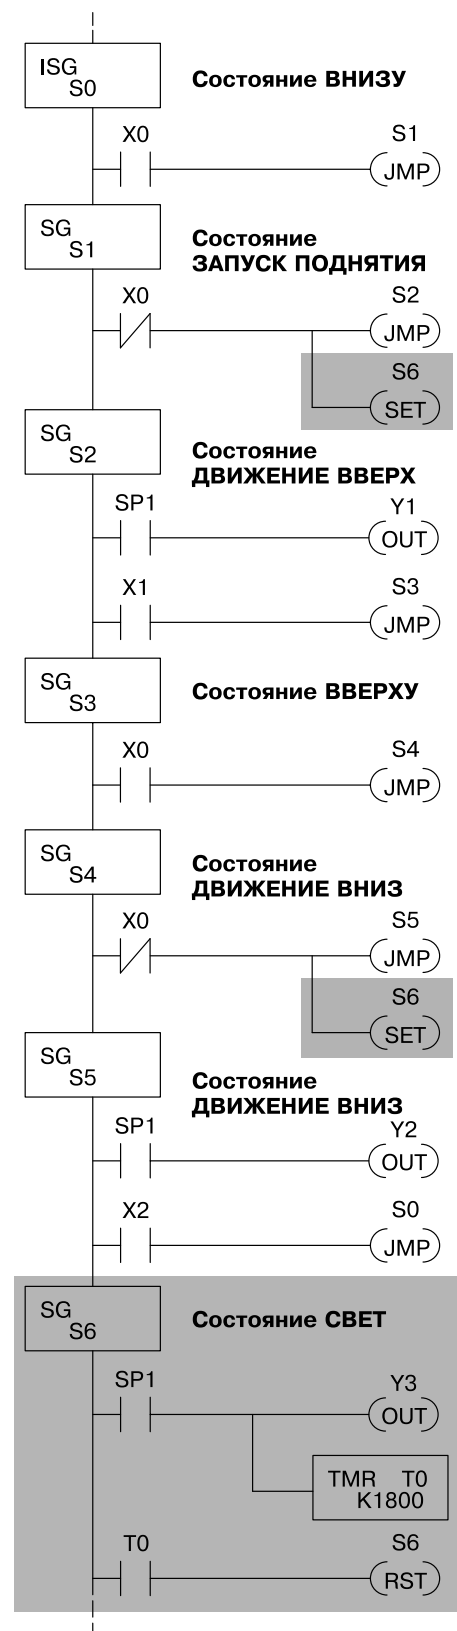 ISG
S0
Состояние ВНИЗУ
X0
S1
JMP
SG
S1
Состояние
ЗАПУСК ПОДНЯТИЯ
X0
S2
JMP
S6
SET
SG
S2
Состояние
ДВИЖЕНИЕ ВВЕРХ
SP1
Y1
OUT
X1
S3
JMP
SG
S3
Состояние ВВЕРХУ
X0
S4
JMP
SG
S4
Состояние
ДВИЖЕНИЕ ВНИЗ
X0
S5
JMP
S6
SET
SG
S5
Состояние
ДВИЖЕНИЕ ВНИЗ
SP1
Y2
OUT
X2
S0
JMP
SG
S6
Состояние СВЕТ
SP1
Y3
OUT
TMR T0
K1800
T0
S6
RST